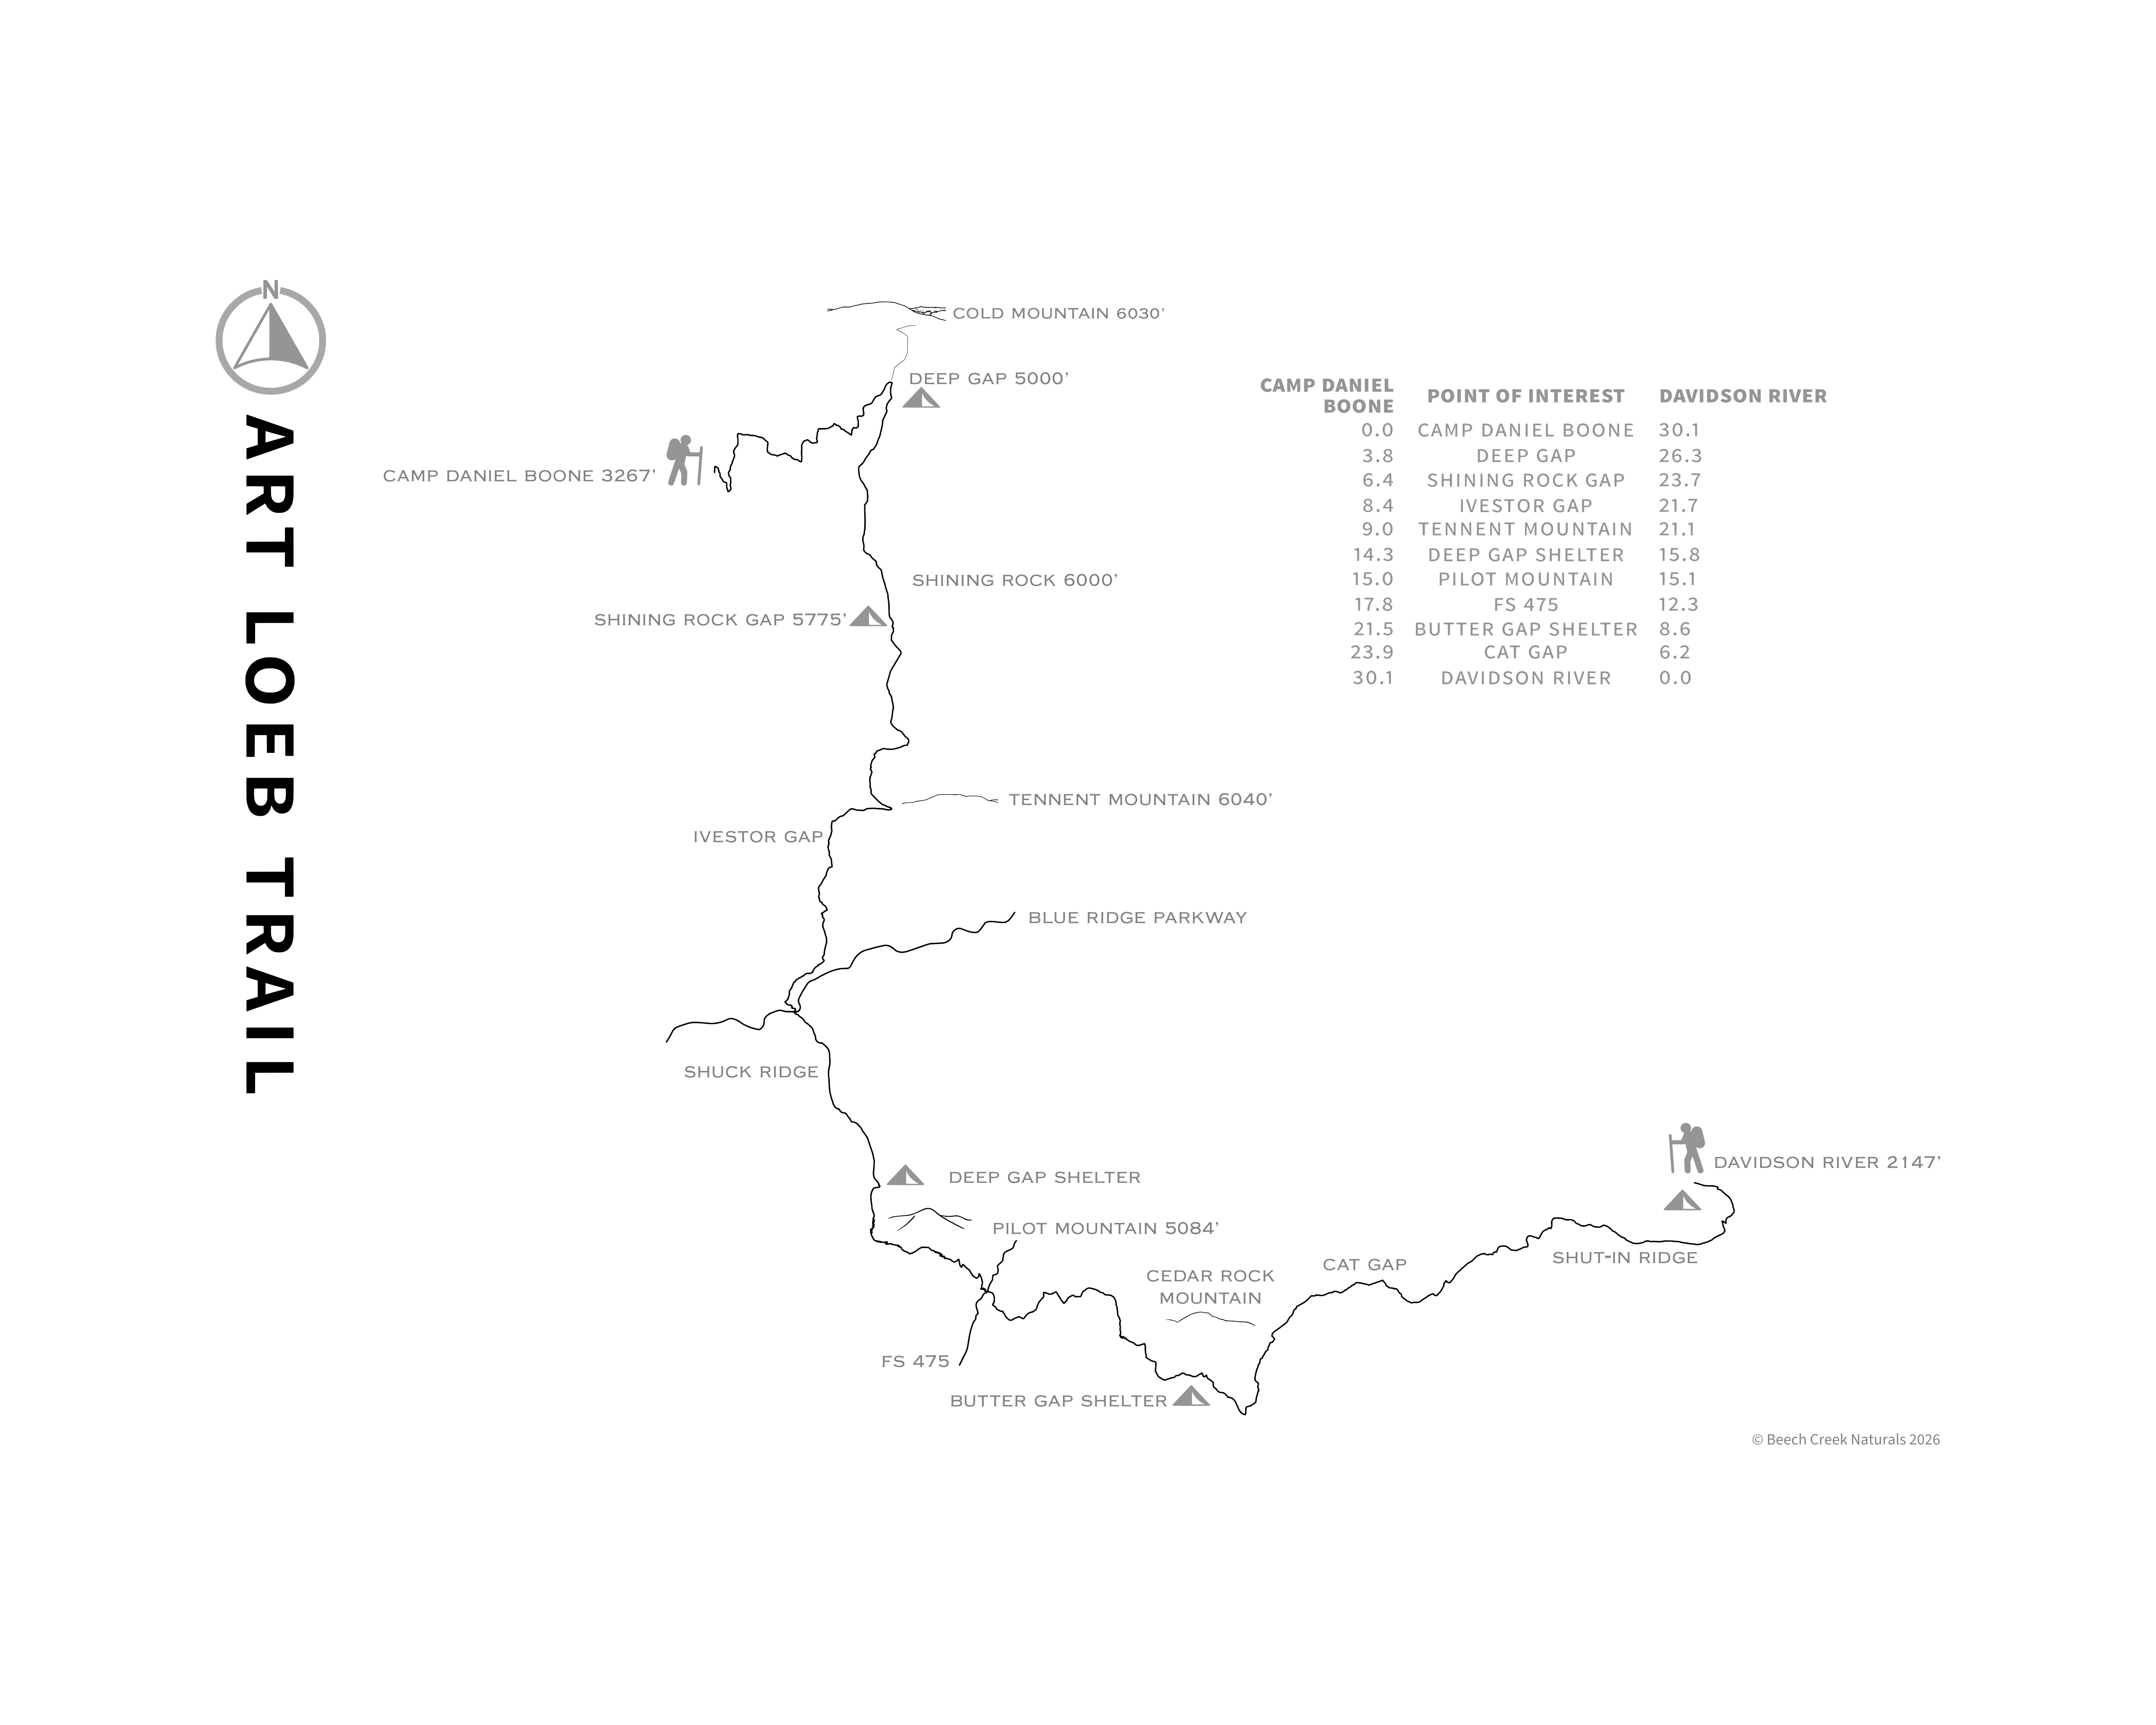 N
ART LOEB TRAIL
COLD MOUNTAIN 6030'
DEEP GAP 5000'
CAMP DANIEL BOONE 3267'
SHINING ROCK 6000'
SHINING ROCK GAP 5775'
TENNENT MOUNTAIN 6040'
IVESTOR GAP
BLUE RIDGE PARKWAY
SHUCK RIDGE
DEEP GAP SHELTER
PILOT MOUNTAIN 5084'
FS 475
CEDAR ROCK
MOUNTAIN
BUTTER GAP SHELTER
CAT GAP
SHUT-IN RIDGE
DAVIDSON RIVER 2147'
CAMP DANIEL
BOONE POINT OF INTEREST DAVIDSON RIVER
0.0 CAMP DANIEL BOONE 30.1
3.8 DEEP GAP 26.3
6.4 SHINING ROCK GAP 23.7
8.4 IVESTOR GAP 21.7
9.0 TENNENT MOUNTAIN 21.1
14.3 DEEP GAP SHELTER 15.8
15.0 PILOT MOUNTAIN 15.1
17.8 FS 475 12.3
21.5 BUTTER GAP SHELTER 8.6
23.9 CAT GAP 6.2
30.1 DAVIDSON RIVER 0.0
© Beech Creek Naturals 2026